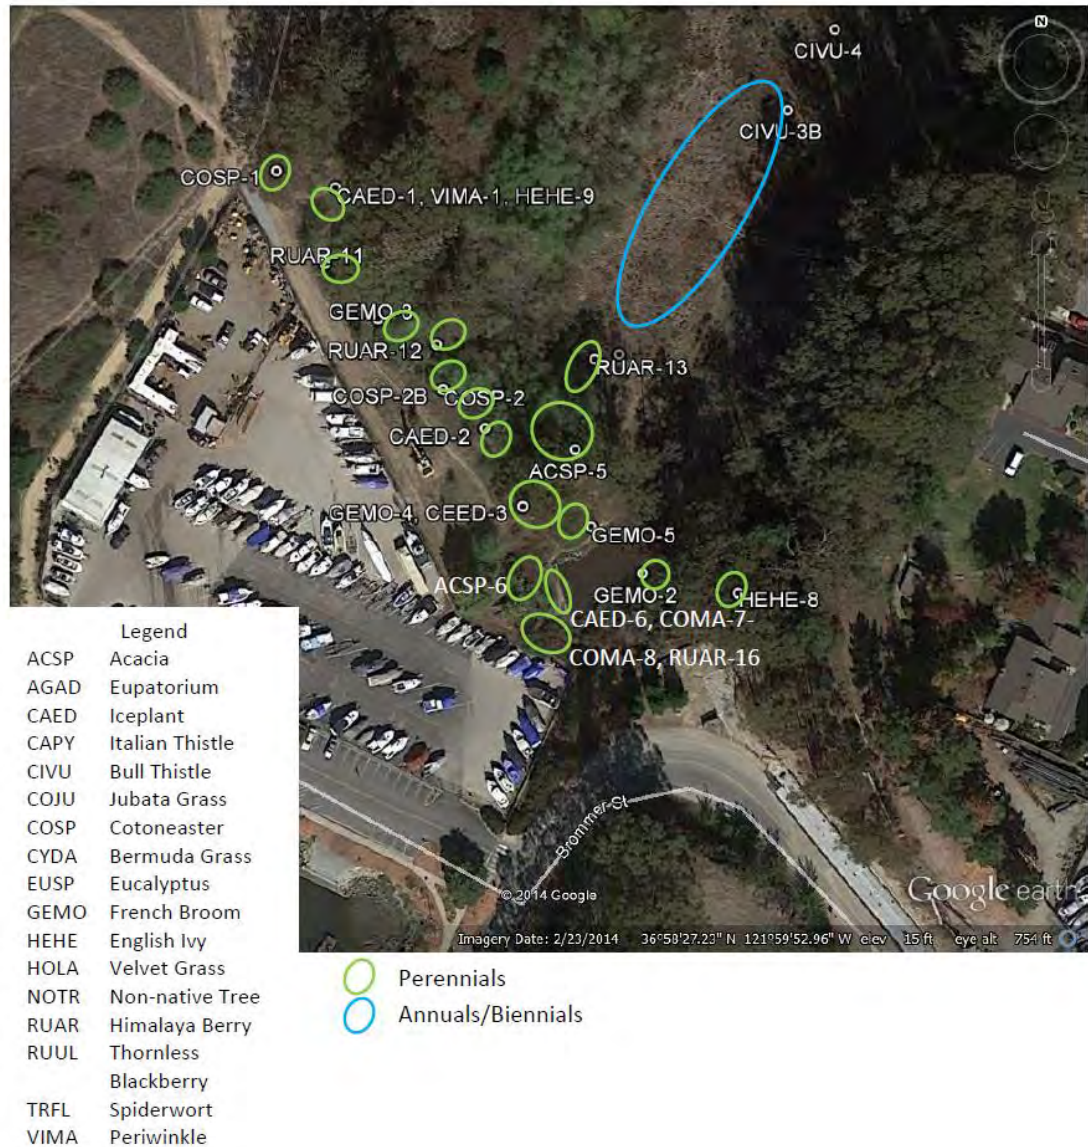 N
CIVU-4
CIVU-3B
COSP-1
CAED-1, VIMA-1, HEHE-9
RUAR-11
GEMO-3
RUAR-12
RUAR-13
COSP-2B
COSP-2
CAED-2
ACSP-5
GEMO-4, CEED-3
GEMO-5
ACSP-6
GEMO-2
HEHE-8
CAED-6, COMA-7-
COMA-8, RUAR-16
Brommer St
© 2014 Google
Google earth
Imagery Date: 2/23/2014 36°58'27.23" N 121°59'52.96" W elev 15 ft eye alt 754 ft
Legend
ACSP Acacia
AGAD Eupatorium
CAED Iceplant
CAPY Italian Thistle
CIVU Bull Thistle
COJU Jubata Grass
COSP Cotoneaster
CYDA Bermuda Grass
EUSP Eucalyptus
GEMO French Broom
HEHE English Ivy
HOLA Velvet Grass
NOTR Non-native Tree
RUAR Himalaya Berry
RUUL Thornless
Blackberry
TRFL Spiderwort
VIMA Periwinkle
Perennials
Annuals/Biennials